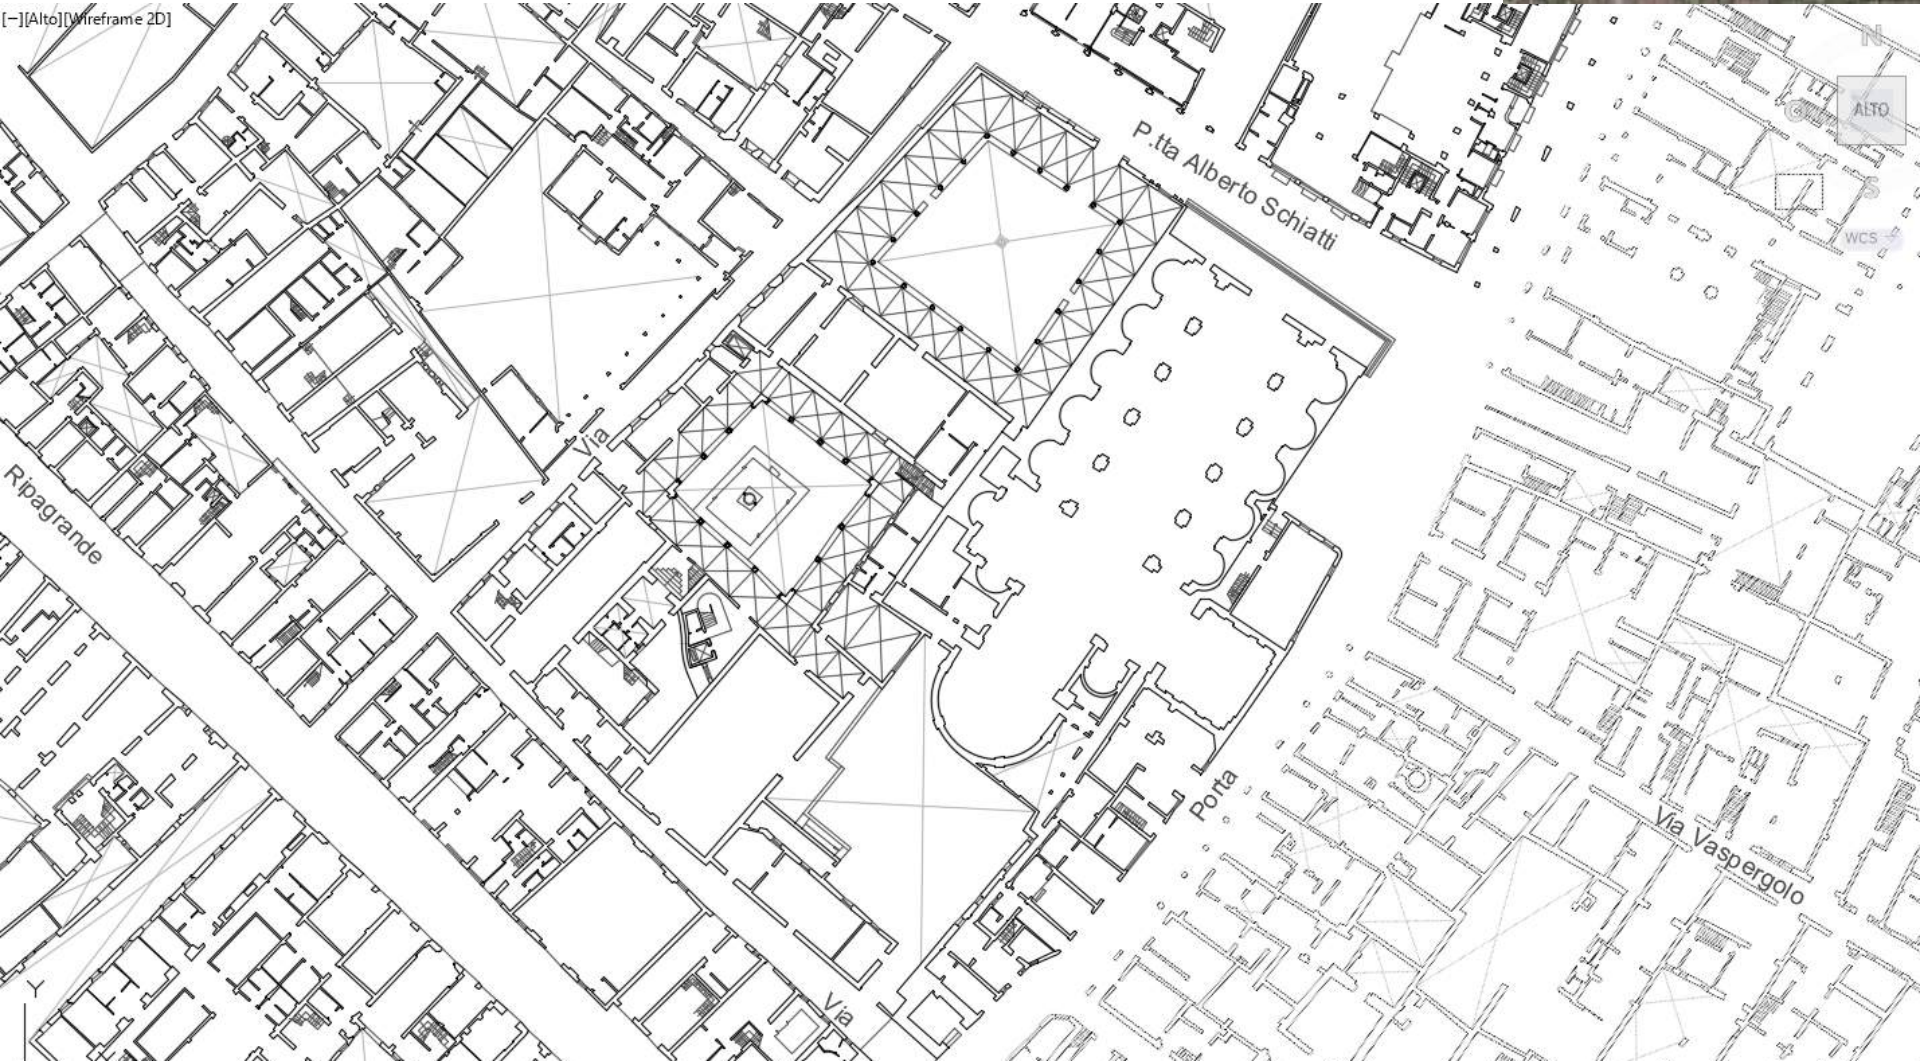 [−][Alto][Wireframe 2D]
N
P.tta Alberto Schiatti
ALTO
O
S
WCS
Via
Ripagrande
Porta
Via Vaspergolo
Y
Via